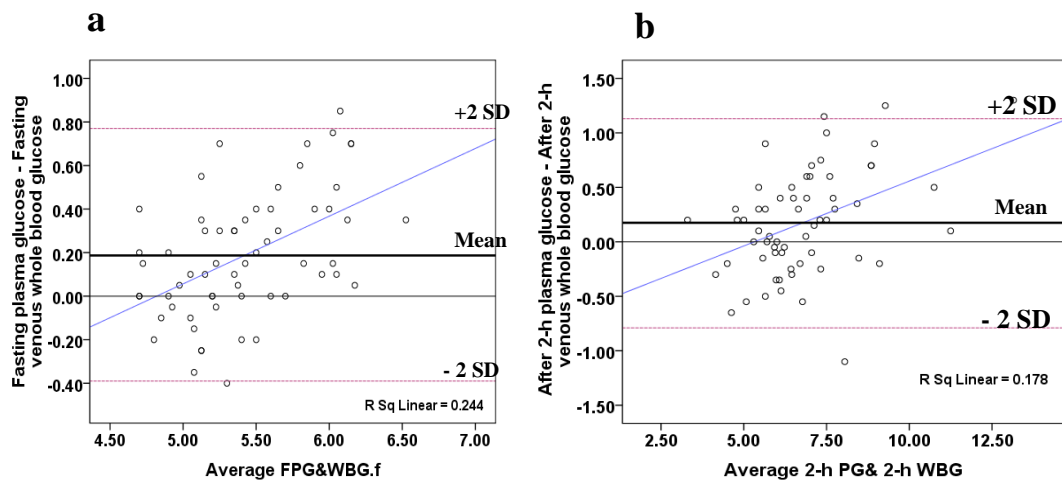 a
Fasting plasma glucose - Fasting
venous whole blood glucose
1.00
0.80
0.60
0.40
0.20
0.00
-0.20
-0.40
+2 SD
Mean
- 2 SD
R Sq Linear = 0.244
4.50 5.00 5.50 6.00 6.50 7.00
Average FPG&WBG.f
b
After 2-h plasma glucose - After 2-h
venous whole blood glucose
1.50
1.00
0.50
0.00
-0.50
-1.00
-1.50
+2 SD
Mean
- 2 SD
R Sq Linear = 0.178
2.50 5.00 7.50 10.00 12.50
Average 2-h PG& 2-h WBG